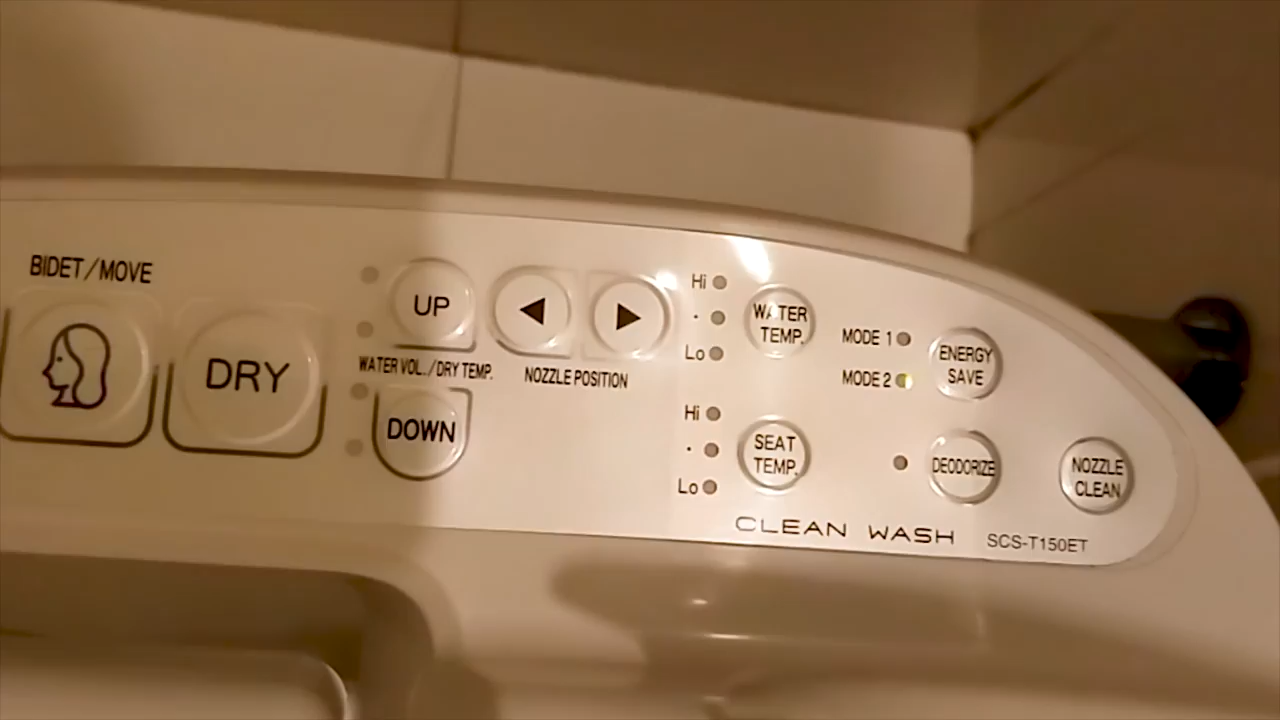 BIDET/MOVE
DRY
UP
WATER VOL./DRY TEMP.
DOWN
◀ ▶
NOZZLE POSITION
Hi
·
Lo
WATER
TEMP.
Hi
·
Lo
SEAT
TEMP.
MODE 1
MODE 2
ENERGY
SAVE
DEODORIZE
NOZZLE
CLEAN
CLEAN WASH SCS-T150ET